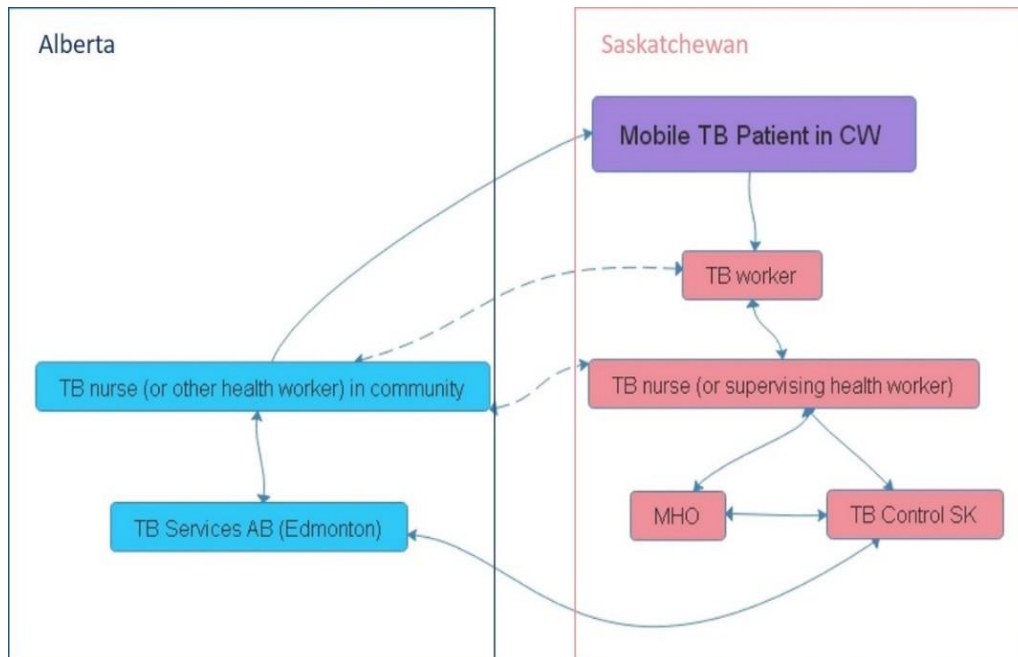 Alberta
Saskatchewan
Mobile TB Patient in CW
TB worker
TB nurse (or other health worker) in community
TB nurse (or supervising health worker)
MHO
TB Control SK
TB Services AB (Edmonton)